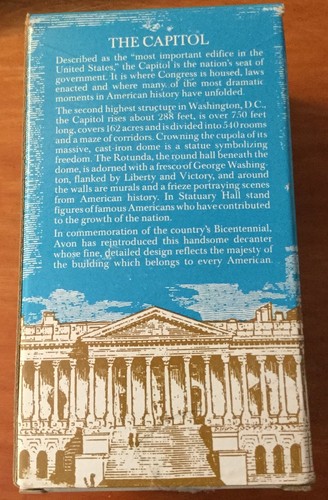 THE CAPITOL
Described as the "most important edifice in the
United States," the Capitol is the nation's seat of
government. It is where Congress is housed, laws
enacted and where many of the most dramatic
moments in American history have unfolded.
The second highest structure in Washington, D.C.,
the Capitol rises about 288 feet, is over 750 feet
long, covers 162 acres and is divided into 540 rooms
and a maze of corridors. Crowning the cupola of its
massive, cast-iron dome is a statue symbolizing
freedom. The Rotunda, the round hall beneath the
dome, is adorned with a fresco of George Washing-
ton, flanked by Liberty and Victory, and around
the walls are murals and a frieze portraying scenes
from American history. In Statuary Hall stand
figures of famous Americans who have contributed
to the growth of the nation.
In commemoration of the country's Bicentennial,
Avon has reintroduced this handsome decanter
whose fine, detailed design reflects the majesty of
the building which belongs to every American.